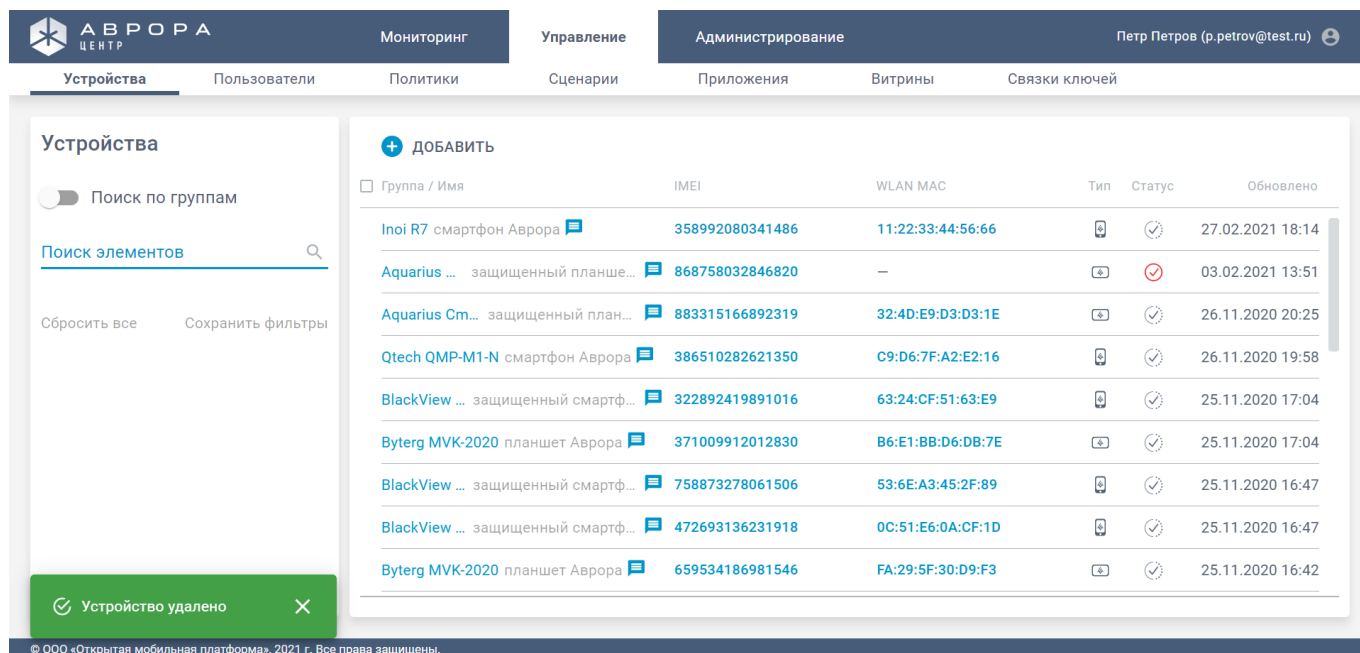 АВРОРА
ЦЕНТР
Мониторинг Управление Администрирование Петр Петров (p.petrov@test.ru)
Устройства Пользователи Политики Сценарии Приложения Витрины Связки ключей
Устройства
Поиск по группам
Поиск элементов
Сбросить все Сохранить фильтры
ДОБАВИТЬ
Группа / Имя IMEI WLAN MAC Тип Статус Обновлено
Inoi R7 смартфон Аврора 358992080341486 11:22:33:44:56:66 27.02.2021 18:14
Aquarius ... защищенный планше... 868758032846820 — 03.02.2021 13:51
Aquarius Cm... защищенный план... 883315166892319 32:4D:E9:D3:D3:1E 26.11.2020 20:25
Qtech QMP-M1-N смартфон Аврора 386510282621350 C9:D6:7F:A2:E2:16 26.11.2020 19:58
BlackView ... защищенный смартф... 322892419891016 63:24:CF:51:63:E9 25.11.2020 17:04
Byterg MVK-2020 планшет Аврора 371009912012830 B6:E1:BB:D6:DB:7E 25.11.2020 17:04
BlackView ... защищенный смартф... 758873278061506 53:6E:A3:45:2F:89 25.11.2020 16:47
BlackView ... защищенный смартф... 472693136231918 0C:51:E6:0A:CF:1D 25.11.2020 16:47
Byterg MVK-2020 планшет Аврора 659534186981546 FA:29:5F:30:D9:F3 25.11.2020 16:42
Устройство удалено
© ООО «Открытая мобильная платформа», 2021 г. Все права защищены.